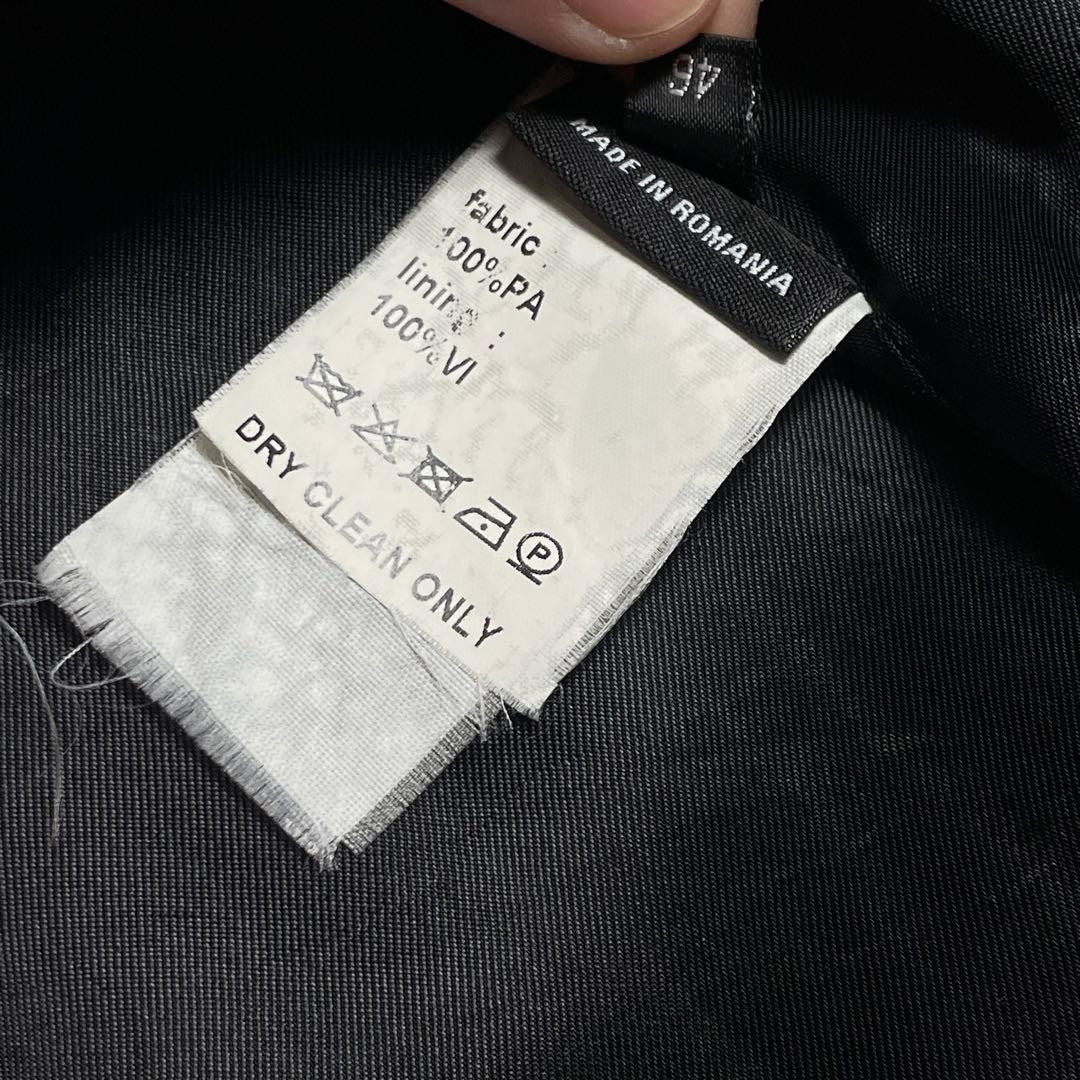 46
MADE IN ROMANIA
fabric :
100%PA
lining :
100%VI
P
DRY CLEAN ONLY